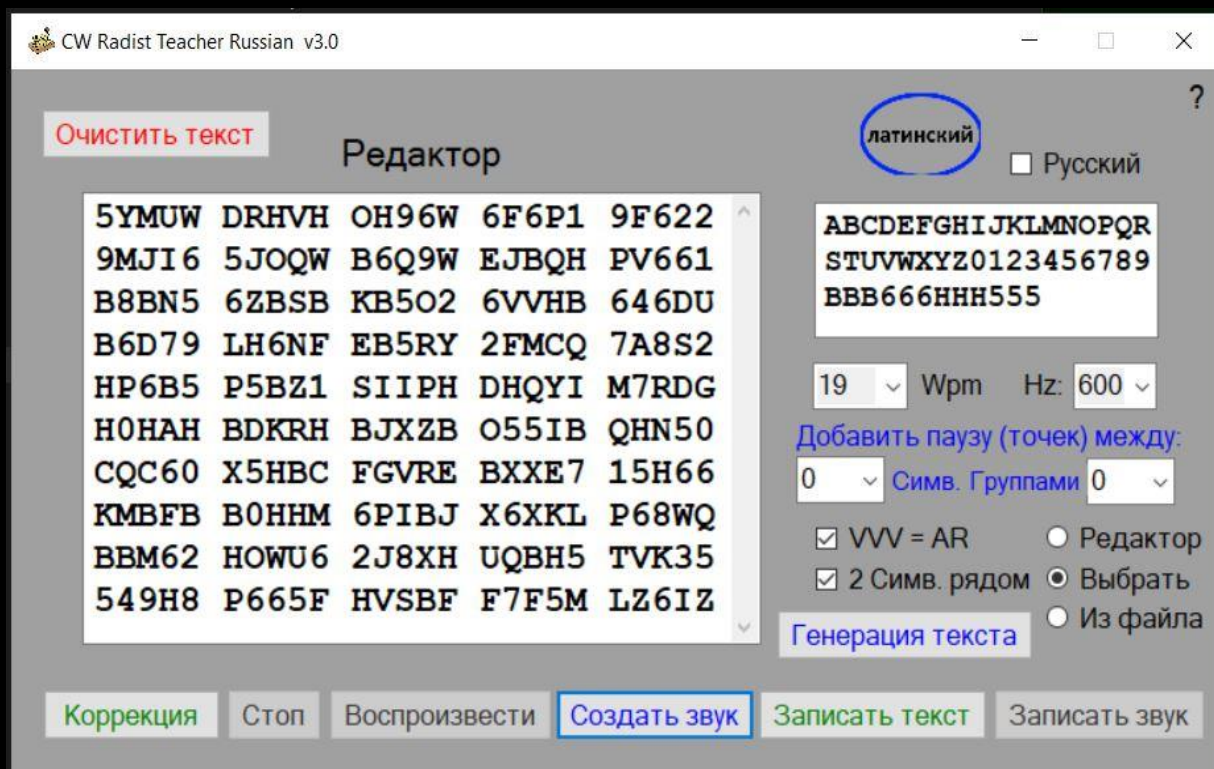 CW Radist Teacher Russian v3.0
?
Очистить текст
Редактор
латинский
Русский
5YMUW DRHVH OH96W 6F6P1 9F622
9MJI6 5JOQW B6Q9W EJBQH PV661
B8BN5 6ZBSB KB5O2 6VVHB 646DU
B6D79 LH6NF EB5RY 2FMCQ 7A8S2
HP6B5 P5BZ1 SIIPH DHQYI M7RDG
H0HAH BDKRH BJXZB O55IB QHN50
CQC60 X5HBC FGVRE BXXE7 15H66
KMBFB B0HHM 6PIBJ X6XKL P68WQ
BBM62 HOWU6 2J8XH UQBH5 TVK35
549H8 P665F HVSBF F7F5M LZ6IZ
ABCDEFGHIJKLMNOPQR
STUVWXYZ0123456789
BBB666HHH555
19 Wpm Hz: 600
Добавить паузу (точек) между:
0 Симв. Группами 0
VVV = AR
2 Симв. рядом
Редактор
Выбрать
Из файла
Генерация текста
Коррекция Стоп Воспроизвести Создать звук Записать текст Записать звук